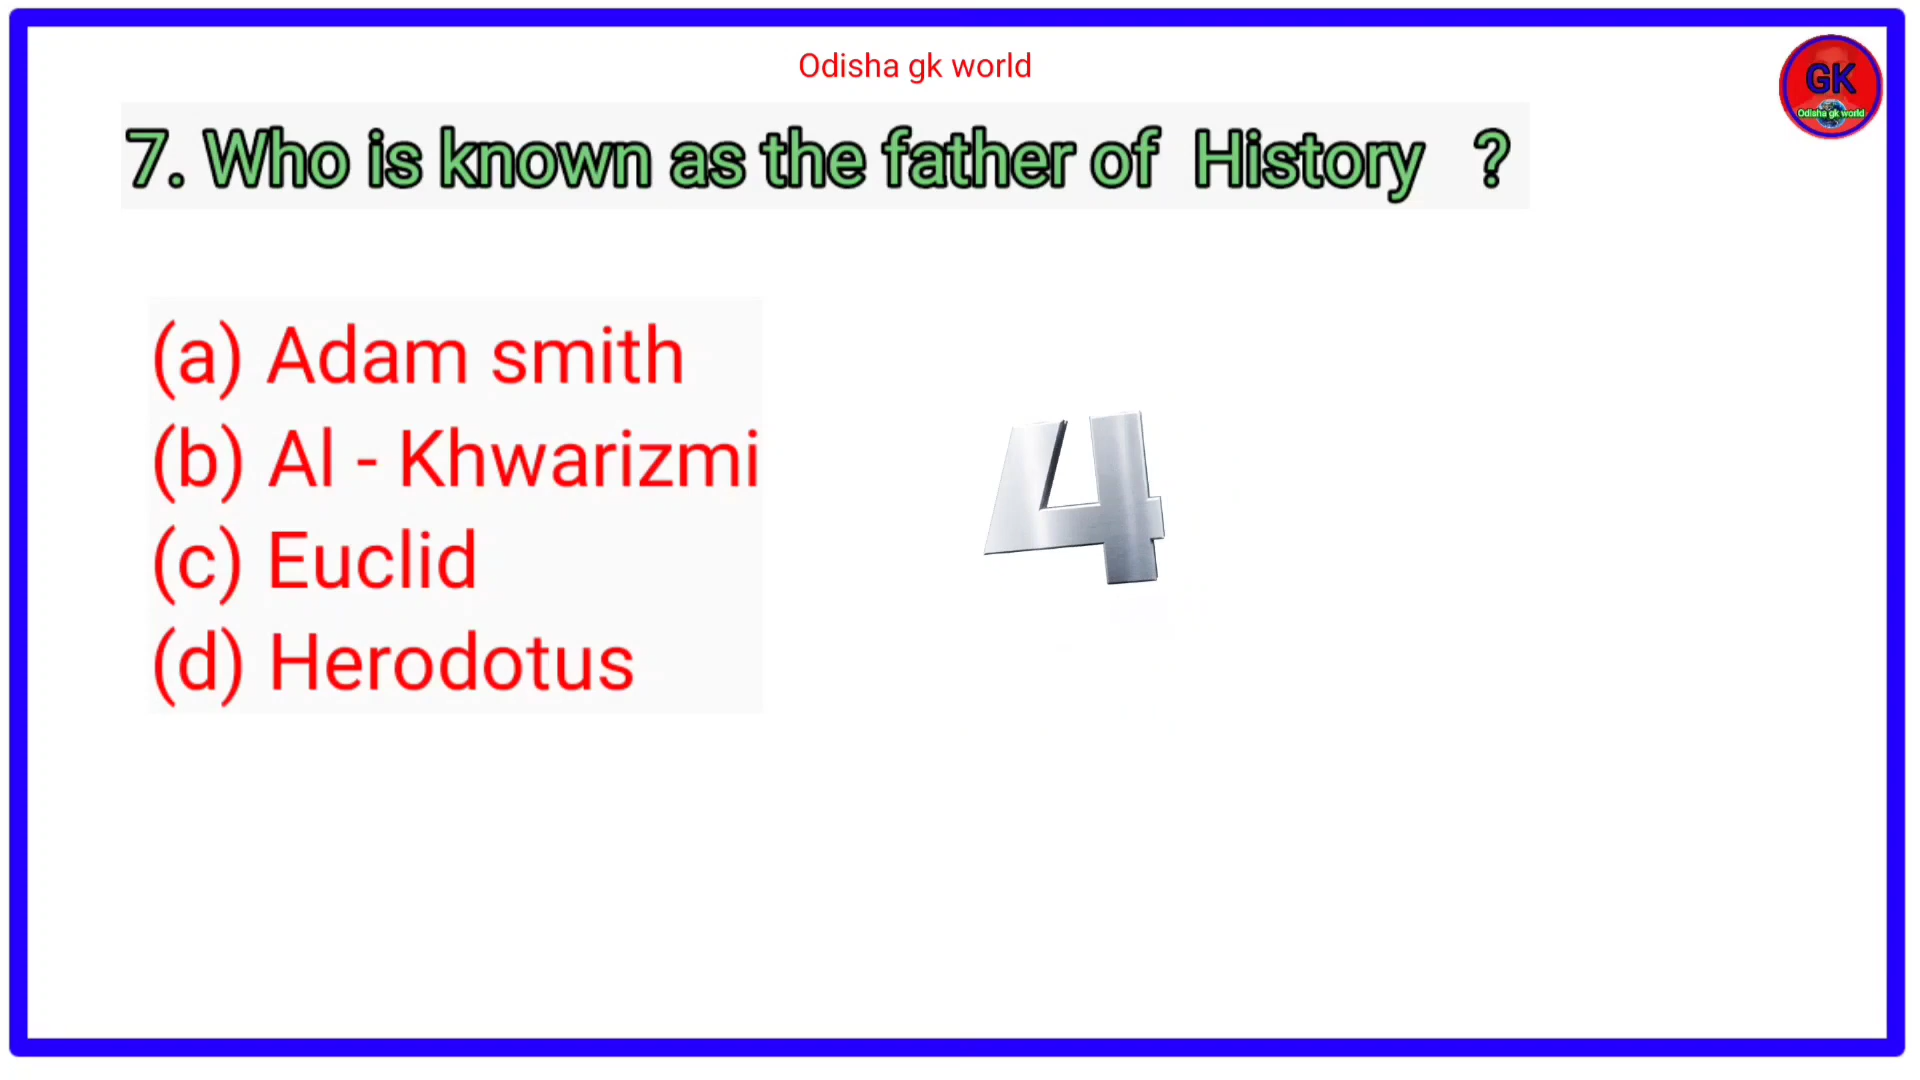 Odisha gk world
GK
Odisha gk world
7. Who is known as the father of History ?
(a) Adam smith
(b) Al - Khwarizmi
(c) Euclid
(d) Herodotus
4